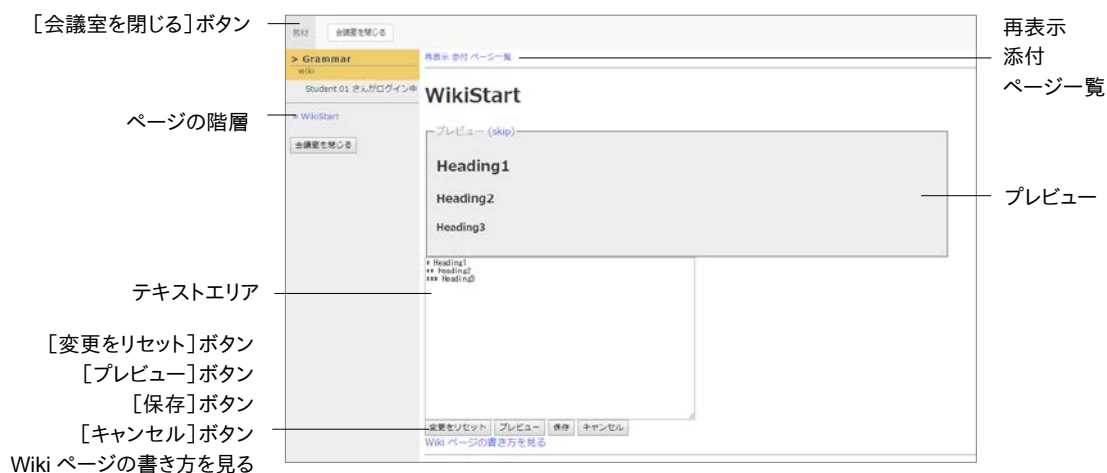 ［会議室を閉じる］ボタン
ページの階層
テキストエリア
［変更をリセット］ボタン
［プレビュー］ボタン
［保存］ボタン
［キャンセル］ボタン
Wiki ページの書き方を見る
教材 会議室を閉じる
> Grammar
wiki
Student 01 さんがログイン中
» WikiStart
会議室を閉じる
再表示 添付 ページ一覧
WikiStart
プレビュー (skip)
Heading1
Heading2
Heading3
* Heading1
** Heading2
*** Heading3
変更をリセット プレビュー 保存 キャンセル
Wiki ページの書き方を見る
再表示
添付
ページ一覧
プレビュー